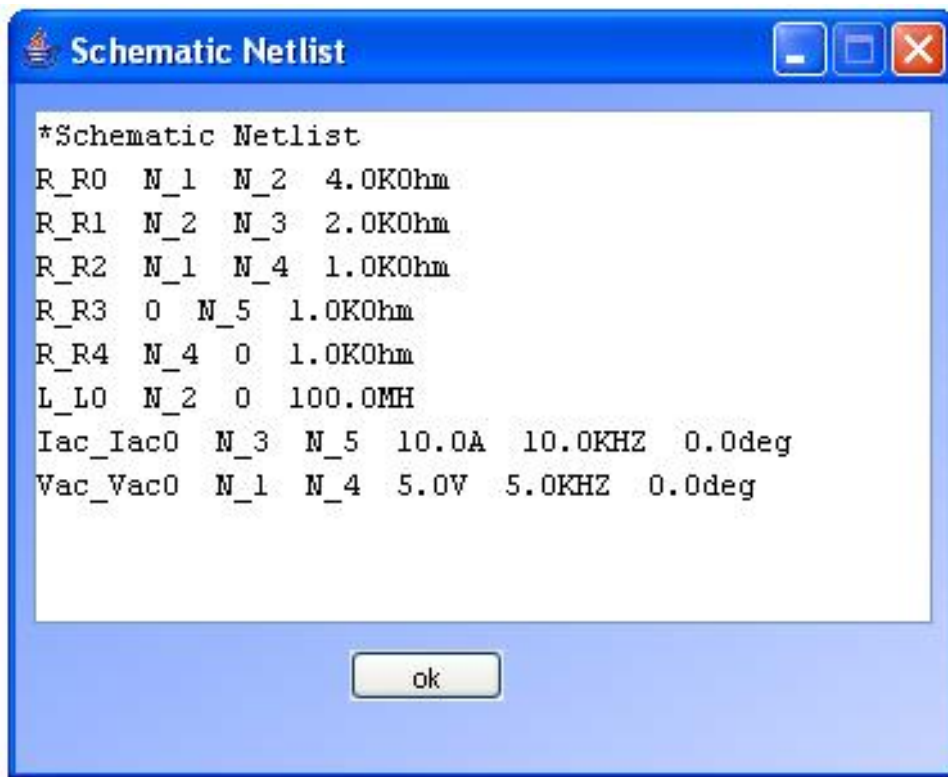 Schematic Netlist
*Schematic Netlist
R_R0 N_1 N_2 4.0KOhm
R_R1 N_2 N_3 2.0KOhm
R_R2 N_1 N_4 1.0KOhm
R_R3 0 N_5 1.0KOhm
R_R4 N_4 0 1.0KOhm
L_L0 N_2 0 100.0MH
Iac_Iac0 N_3 N_5 10.0A 10.0KHZ 0.0deg
Vac_Vac0 N_1 N_4 5.0V 5.0KHZ 0.0deg
ok